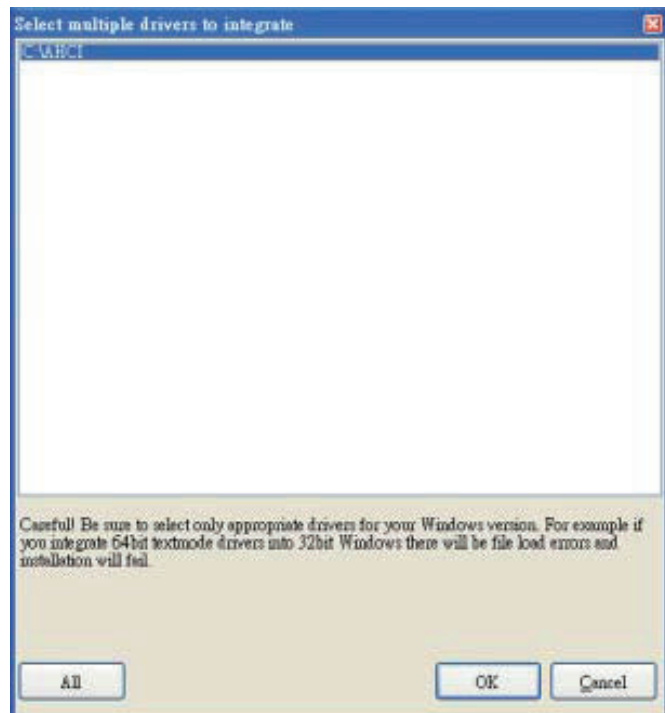 Select multiple drivers to integrate
C:\AHCI
Careful! Be sure to select only appropriate drivers for your Windows version. For example if
you integrate 64bit textmode drivers into 32bit Windows there will be file load errors and
installation will fail.
All
OK
Cancel